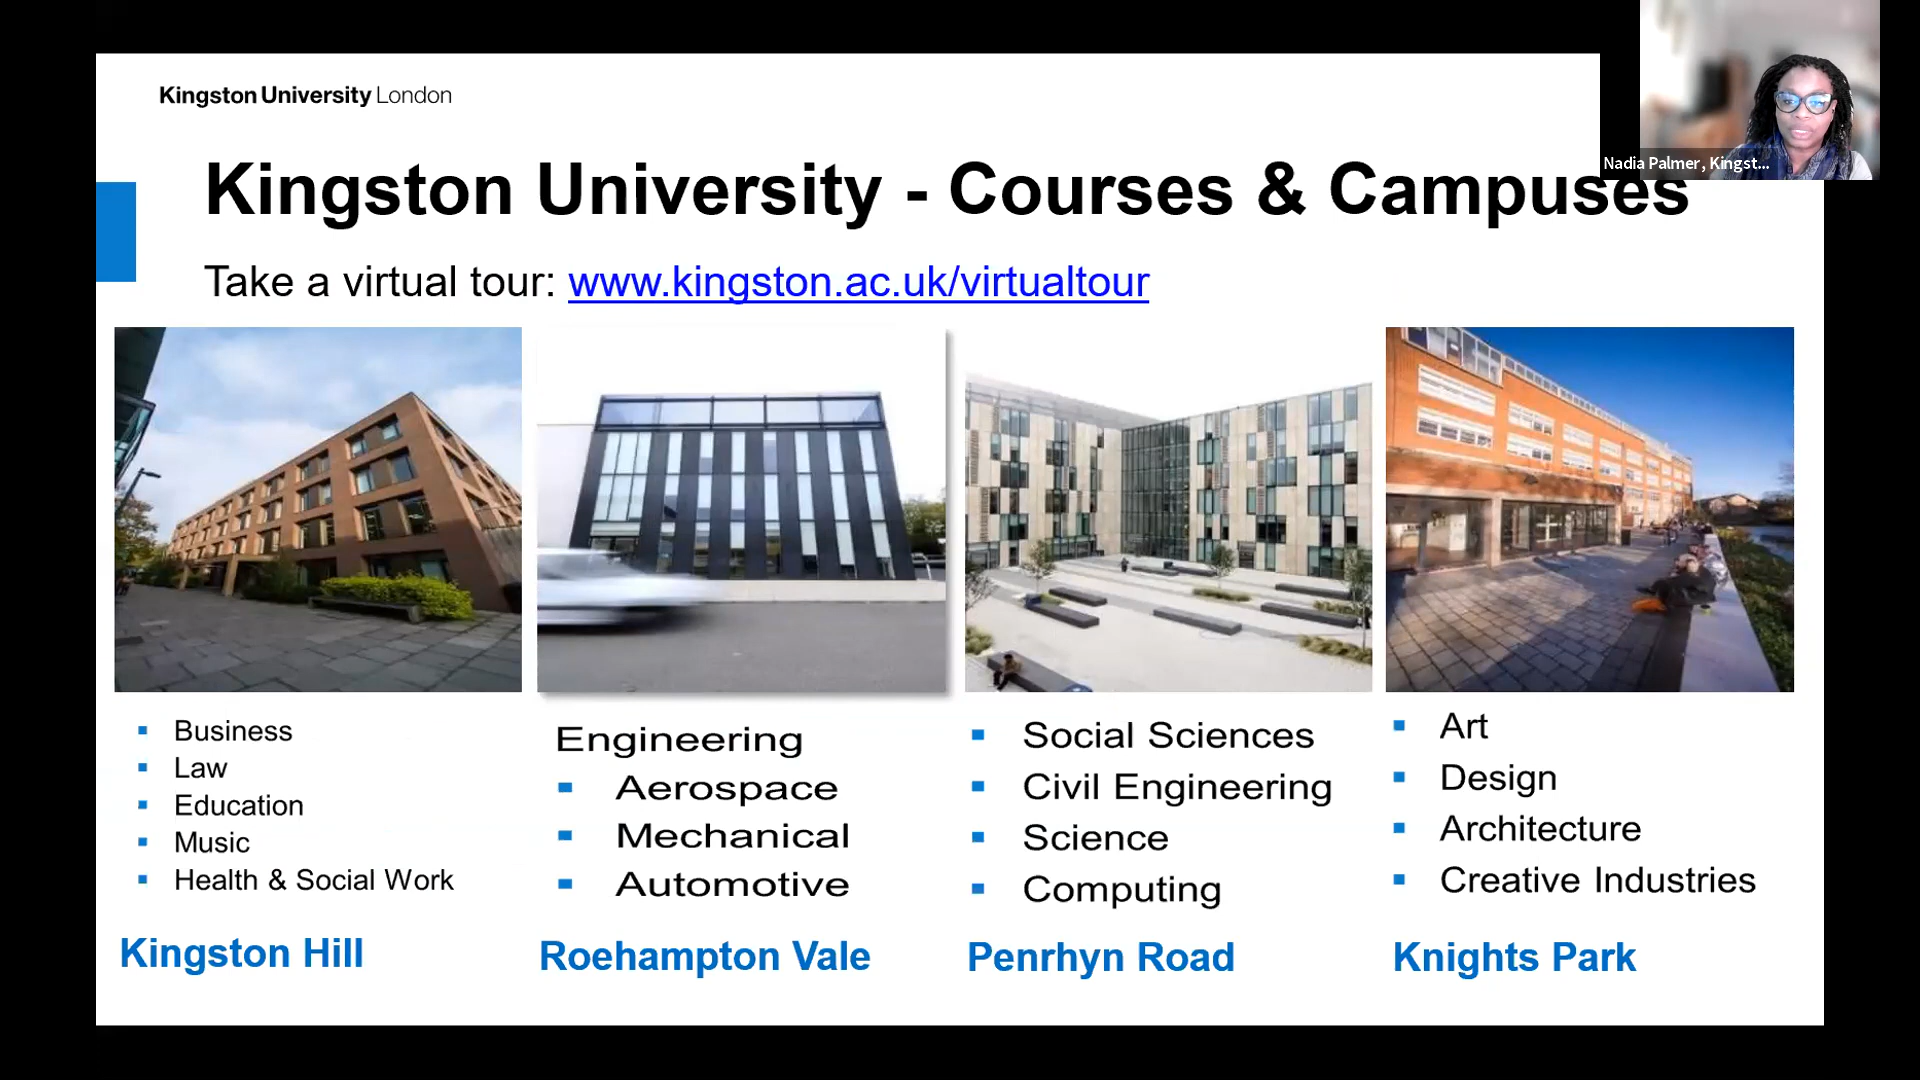 Kingston University London
Nadia Palmer, Kingst...
Kingston University - Courses & Campuses
Take a virtual tour: www.kingston.ac.uk/virtualtour
▪ Business
▪ Law
▪ Education
▪ Music
▪ Health & Social Work
Kingston Hill
Engineering
▪ Aerospace
▪ Mechanical
▪ Automotive
Roehampton Vale
▪ Social Sciences
▪ Civil Engineering
▪ Science
▪ Computing
Penrhyn Road
▪ Art
▪ Design
▪ Architecture
▪ Creative Industries
Knights Park